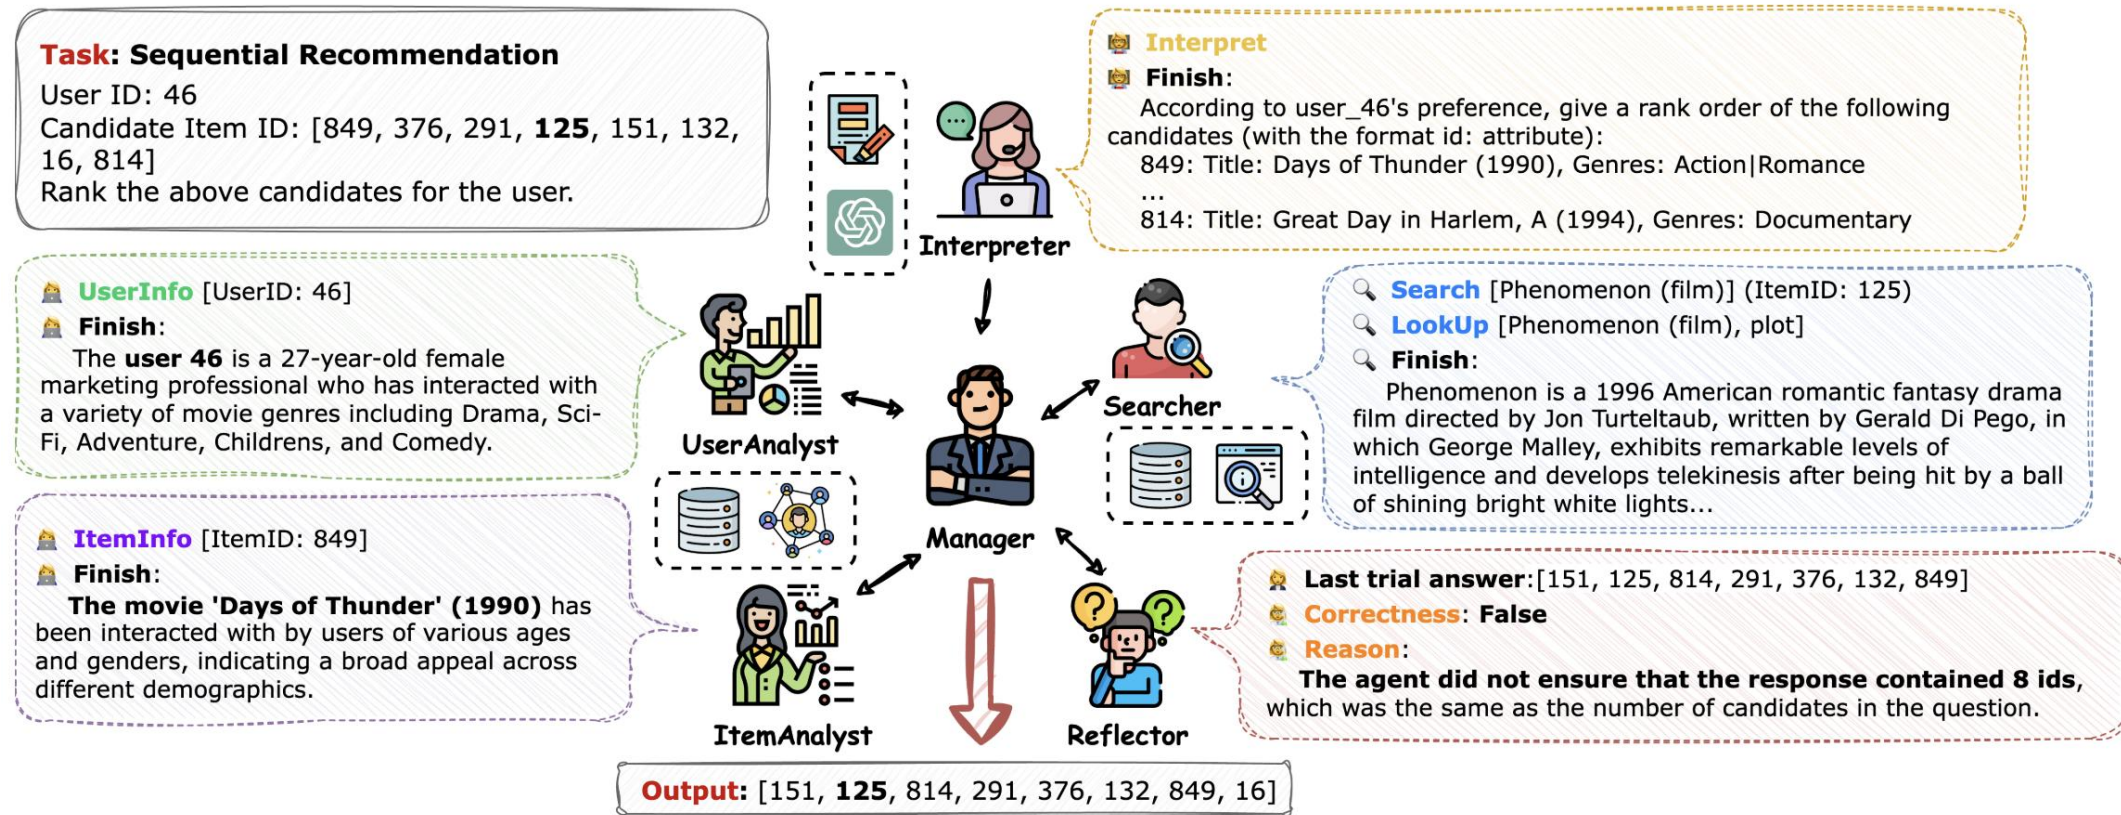 Task: Sequential Recommendation
User ID: 46
Candidate Item ID: [849, 376, 291, 125, 151, 132,
16, 814]
Rank the above candidates for the user.
Interpret
Finish:
According to user_46's preference, give a rank order of the following
candidates (with the format id: attribute):
849: Title: Days of Thunder (1990), Genres: Action|Romance
...
814: Title: Great Day in Harlem, A (1994), Genres: Documentary
Interpreter
UserInfo [UserID: 46]
Finish:
The user 46 is a 27-year-old female
marketing professional who has interacted with
a variety of movie genres including Drama, Sci-
Fi, Adventure, Childrens, and Comedy.
UserAnalyst
Searcher
Search [Phenomenon (film)] (ItemID: 125)
LookUp [Phenomenon (film), plot]
Finish:
Phenomenon is a 1996 American romantic fantasy drama
film directed by Jon Turteltaub, written by Gerald Di Pego, in
which George Malley, exhibits remarkable levels of
intelligence and develops telekinesis after being hit by a ball
of shining bright white lights...
Manager
ItemInfo [ItemID: 849]
Finish:
The movie 'Days of Thunder' (1990) has
been interacted with by users of various ages
and genders, indicating a broad appeal across
different demographics.
ItemAnalyst
Reflector
Last trial answer:[151, 125, 814, 291, 376, 132, 849]
Correctness: False
Reason:
The agent did not ensure that the response contained 8 ids,
which was the same as the number of candidates in the question.
Output: [151, 125, 814, 291, 376, 132, 849, 16]